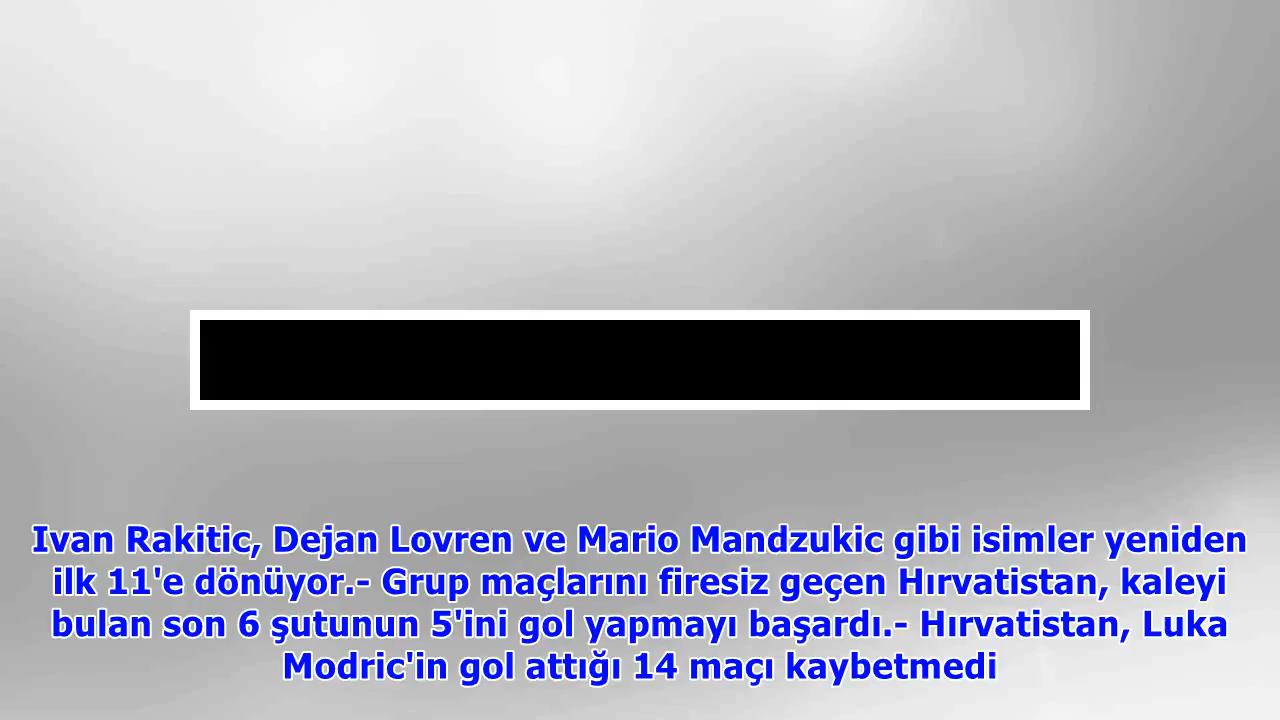 Ivan Rakitic, Dejan Lovren ve Mario Mandzukic gibi isimler yeniden
ilk 11'e dönüyor.- Grup maçlarını firesiz geçen Hırvatistan, kaleyi
bulan son 6 şutunun 5'ini gol yapmayı başardı.- Hırvatistan, Luka
Modric'in gol attığı 14 maçı kaybetmedi